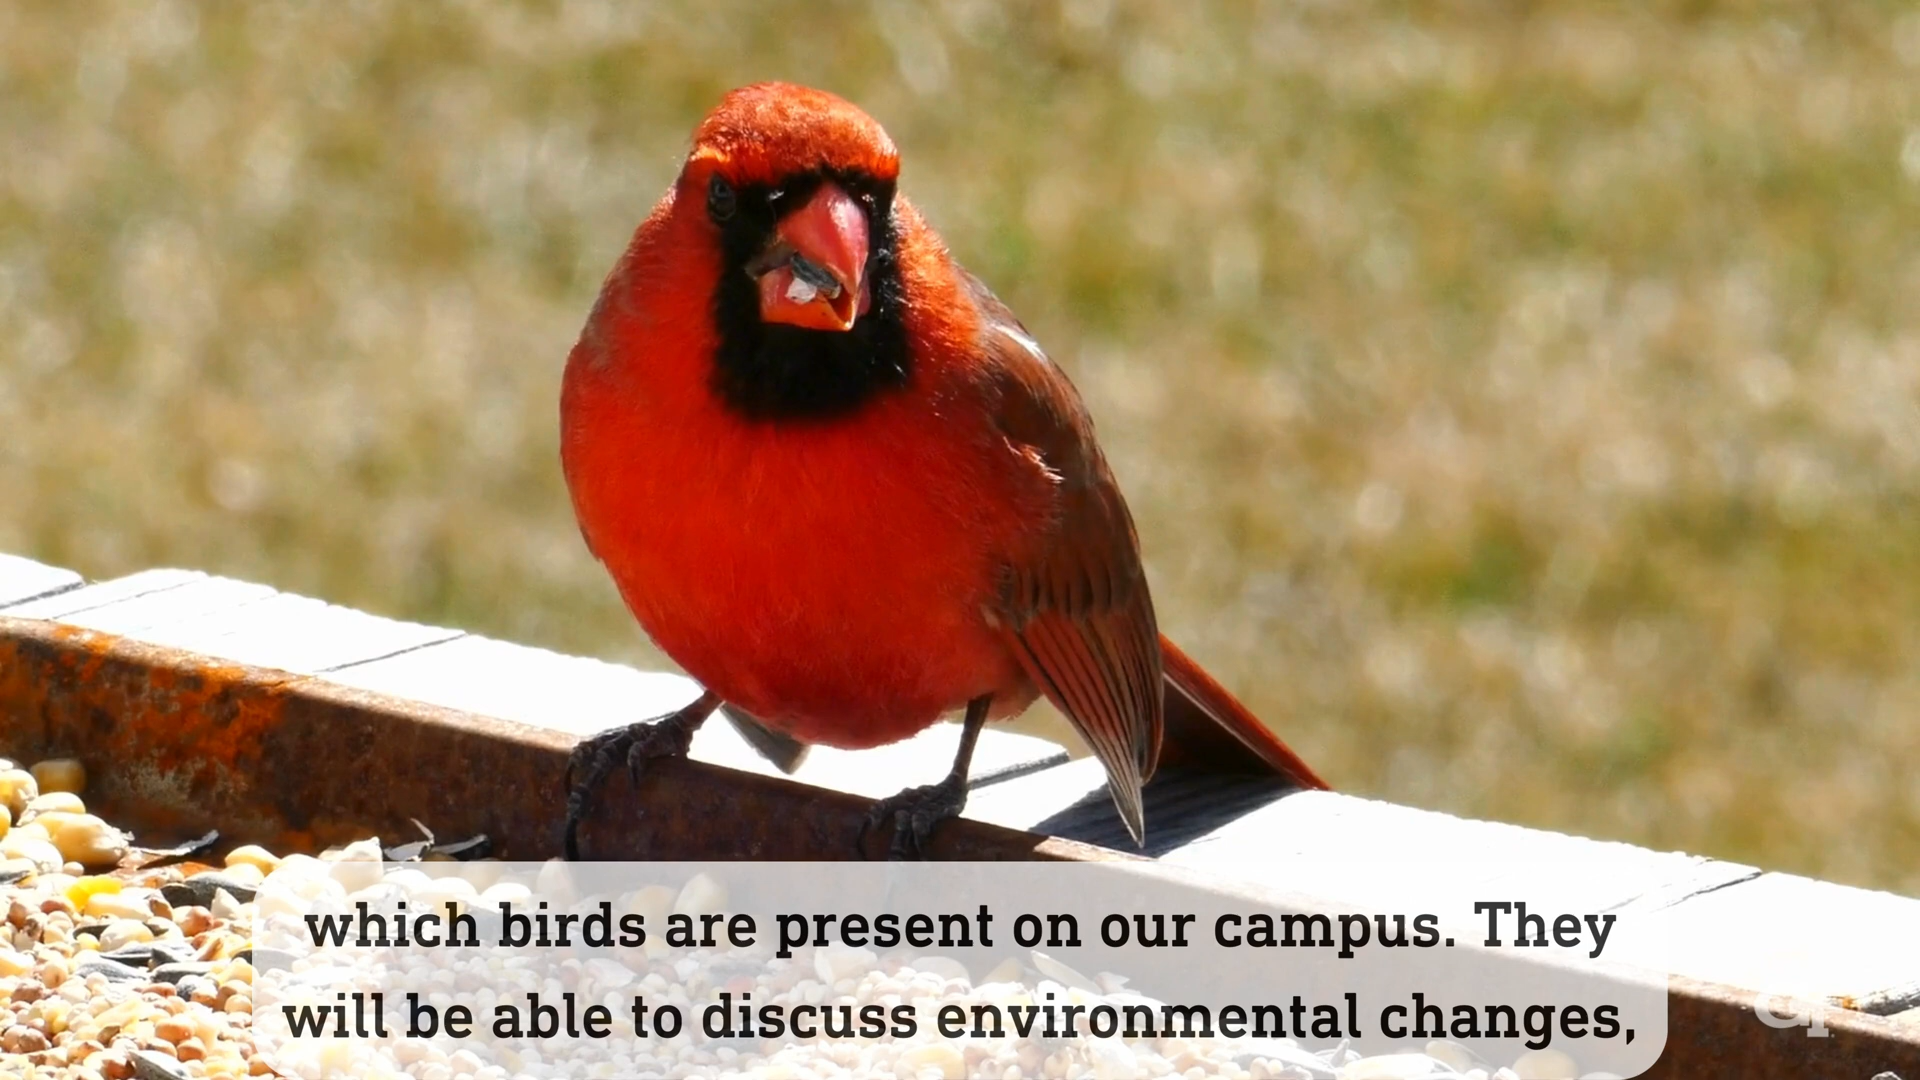 which birds are present on our campus. They
will be able to discuss environmental changes,